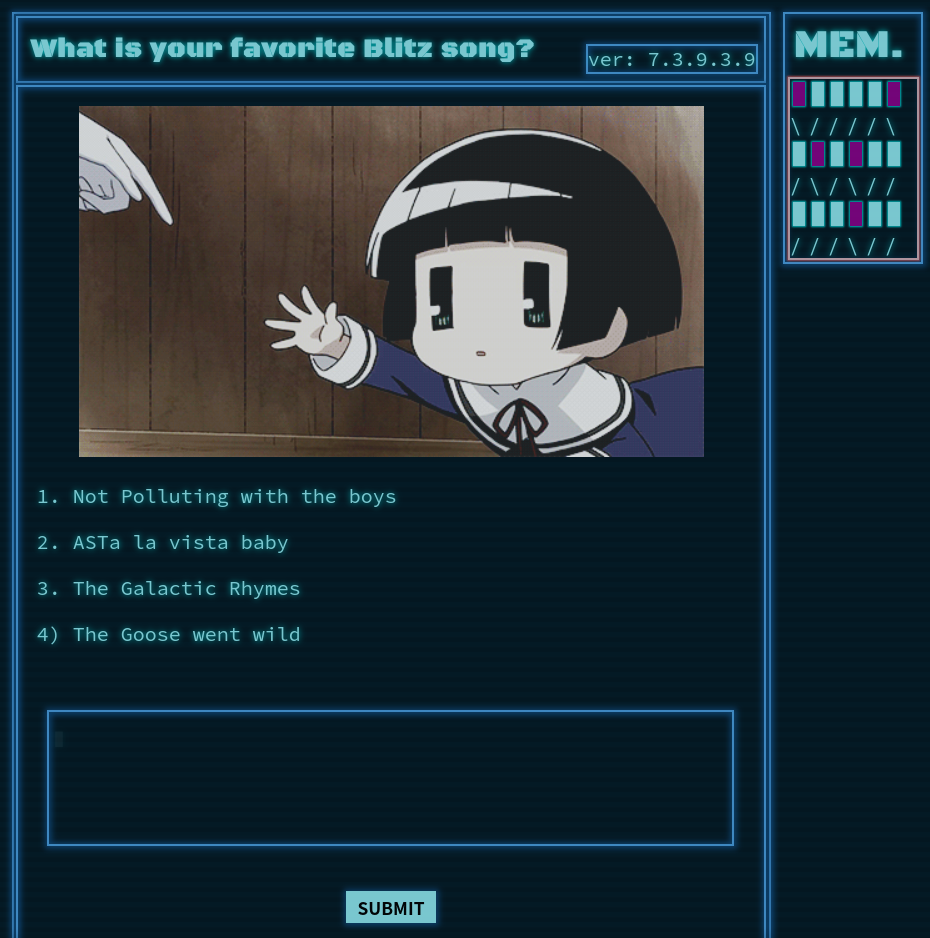 What is your favorite Blitz song?
ver: 7.3.9.3.9
MEM.
\ / / / / \
/ \ / \ / /
/ / / \ / /
1. Not Polluting with the boys
2. ASTa la vista baby
3. The Galactic Rhymes
4) The Goose went wild
SUBMIT